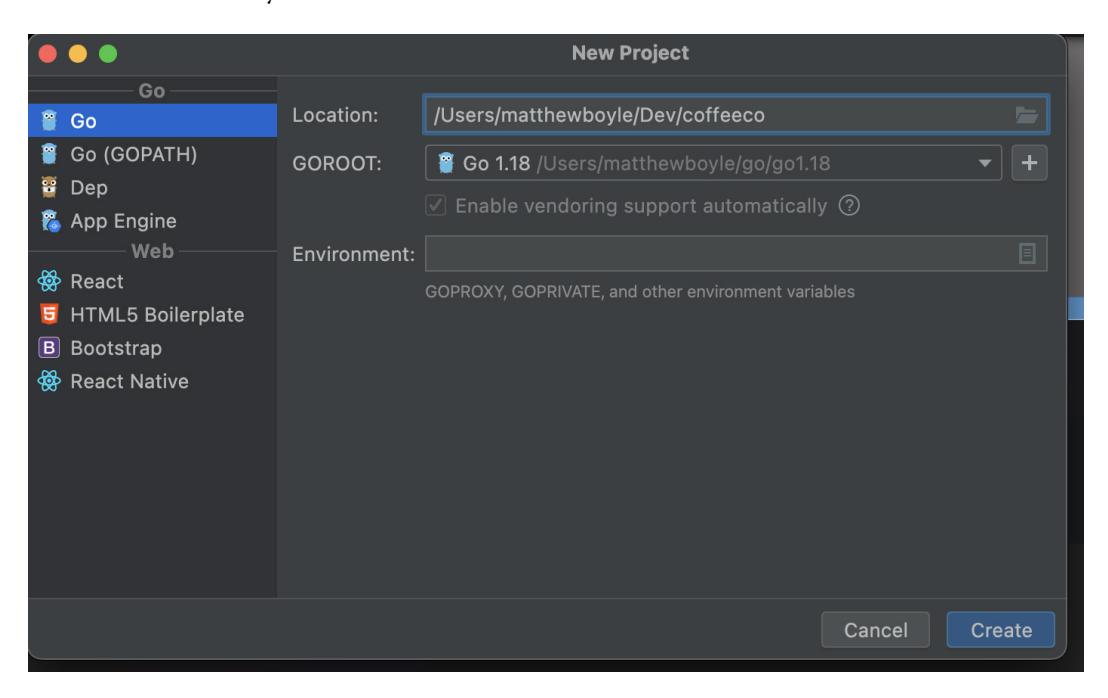 New Project
Go
Go
Go (GOPATH)
Dep
App Engine
Web
React
HTML5 Boilerplate
Bootstrap
React Native
Location: /Users/matthewboyle/Dev/coffeeco
GOROOT: Go 1.18 /Users/matthewboyle/go/go1.18
Enable vendoring support automatically ?
Environment:
GOPROXY, GOPRIVATE, and other environment variables
Cancel Create